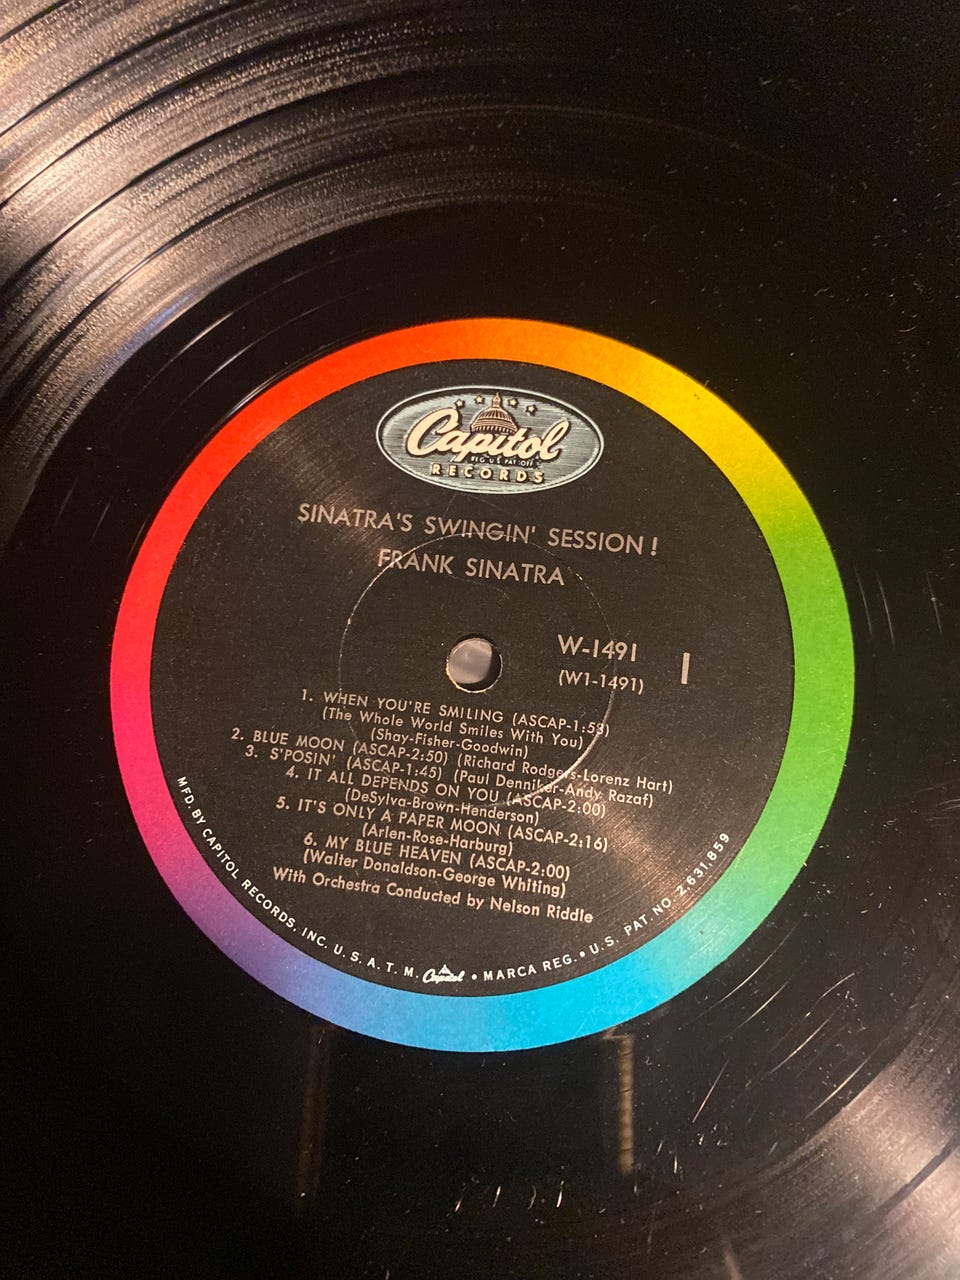 Capitol
REG. U.S. PAT. OFF.
RECORDS
SINATRA'S SWINGIN' SESSION!
FRANK SINATRA
W-1491
(W1-1491)
1
1. WHEN YOU'RE SMILING (ASCAP-1:53)
(The Whole World Smiles With You)
(Shay-Fisher-Goodwin)
2. BLUE MOON (ASCAP-2:50) (Richard Rodgers-Lorenz Hart)
3. S'POSIN' (ASCAP-1:45) (Paul Denniker-Andy Razaf)
4. IT ALL DEPENDS ON YOU (ASCAP-2:00)
(DeSylva-Brown-Henderson)
5. IT'S ONLY A PAPER MOON (ASCAP-2:16)
(Arlen-Rose-Harburg)
6. MY BLUE HEAVEN (ASCAP-2:00)
(Walter Donaldson-George Whiting)
With Orchestra Conducted by Nelson Riddle
MFD. BY CAPITOL RECORDS, INC. U.S.A. T.M. Capitol • MARCA REG. • U.S. PAT. NO. 2,631,859